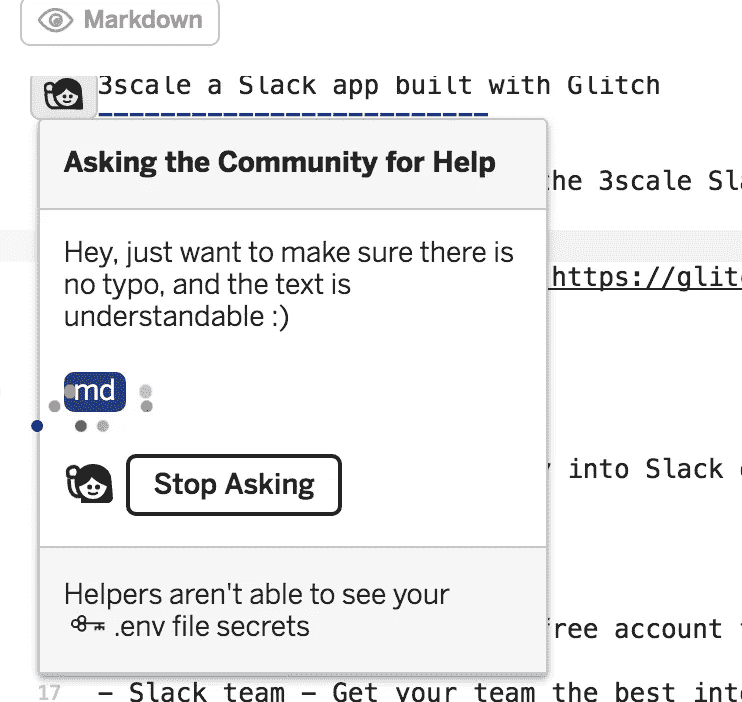 Markdown
3scale a Slack app built with Glitch
Asking the Community for Help
he 3scale Sl
Hey, just want to make sure there is
no typo, and the text is
understandable :)
https://glit
md
into Slack
Stop Asking
Helpers aren't able to see your
.env file secrets
ree account
17 – Slack team – Get your team the best int